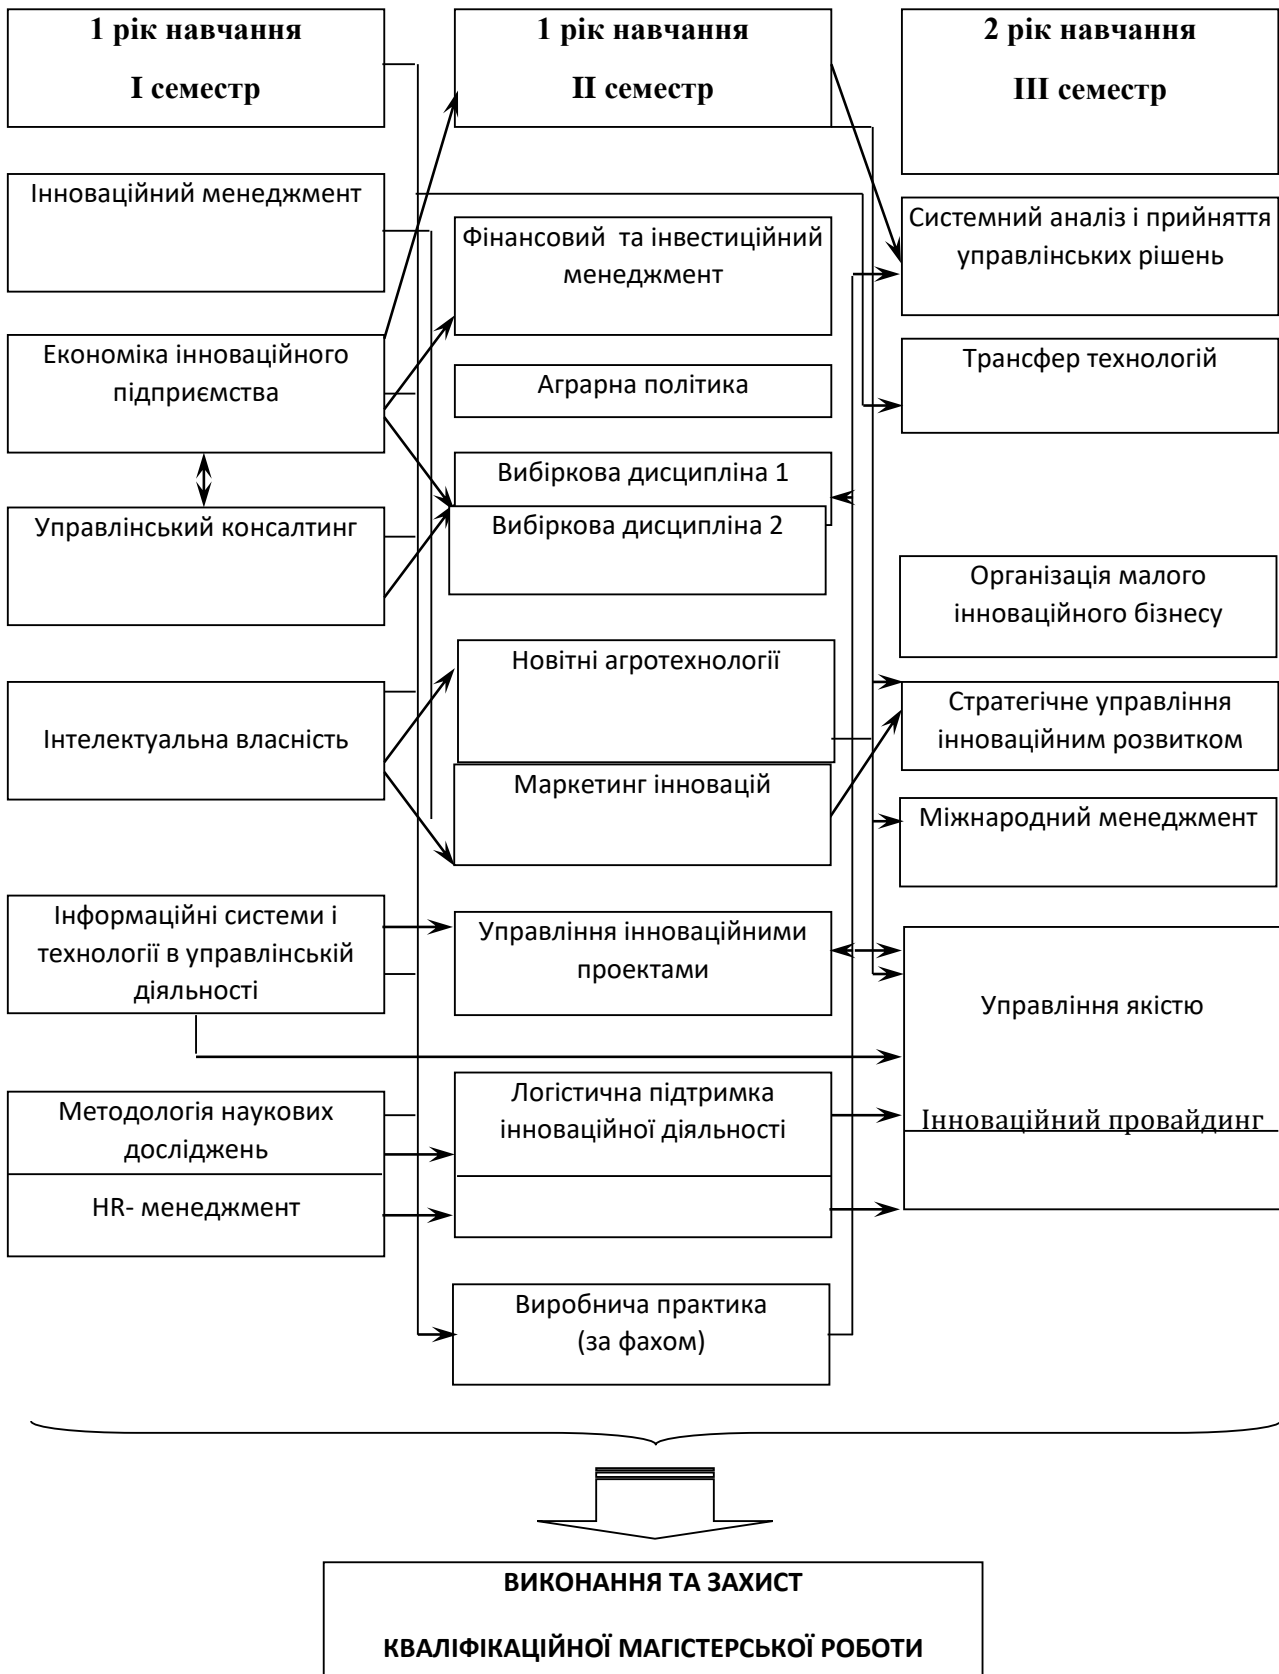 1 рік навчання
І семестр
Інноваційний менеджмент
Економіка інноваційного
підприємства
Управлінський консалтинг
Інтелектуальна власність
Інформаційні системи і
технології в управлінській
діяльності
Методологія наукових
досліджень
HR- менеджмент
1 рік навчання
ІІ семестр
Фінансовий та інвестиційний
менеджмент
Аграрна політика
Вибіркова дисципліна 1
Вибіркова дисципліна 2
Новітні агротехнології
Маркетинг інновацій
Управління інноваційними
проектами
Логістична підтримка
інноваційної діяльності
Виробнича практика
(за фахом)
2 рік навчання
ІІІ семестр
Системний аналіз і прийняття
управлінських рішень
Трансфер технологій
Організація малого
інноваційного бізнесу
Стратегічне управління
інноваційним розвитком
Міжнародний менеджмент
Управління якістю
Інноваційний провайдинг
ВИКОНАННЯ ТА ЗАХИСТ
КВАЛІФІКАЦІЙНОЇ МАГІСТЕРСЬКОЇ РОБОТИ